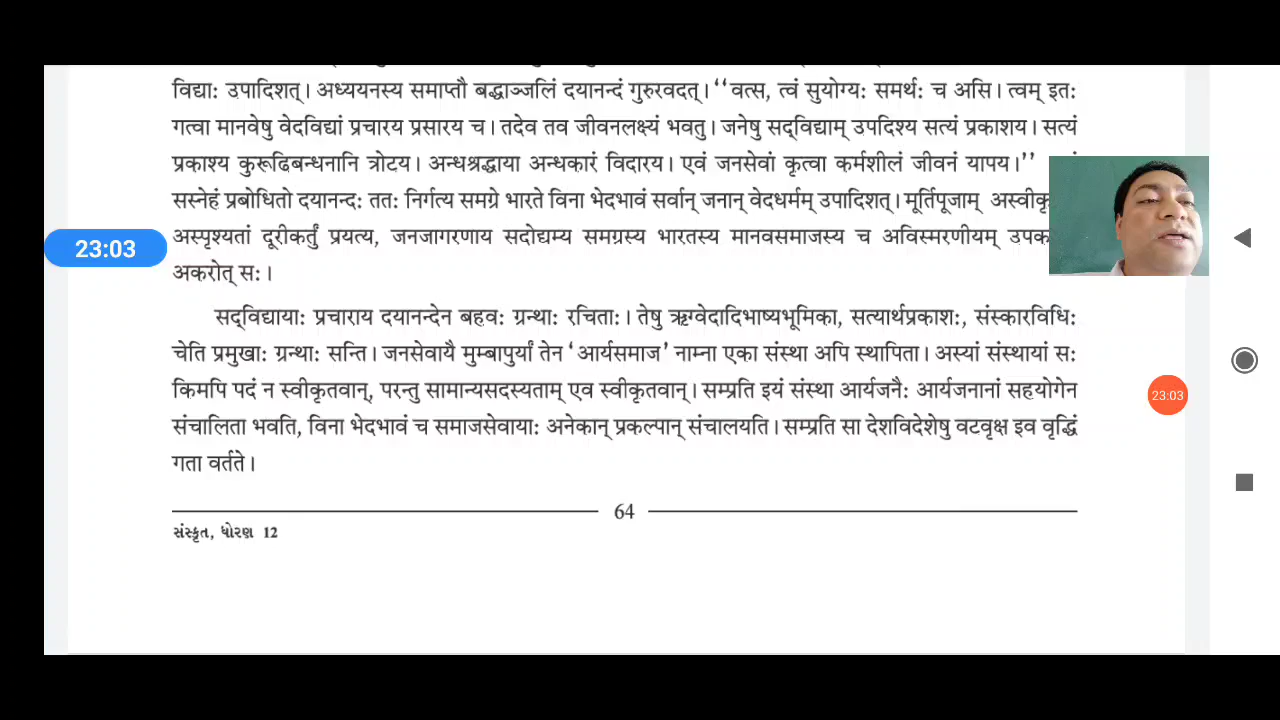 विद्याः उपादिशत्। अध्ययनस्य समाप्तौ बद्धाञ्जलिं दयानन्दं गुरुरवदत्। “वत्स, त्वं सुयोग्यः समर्थः च असि। त्वम् इतः
गत्वा मानवेषु वेदविद्यां प्रचारय प्रसारय च। तदेव तव जीवनलक्ष्यं भवतु। जनेषु सद्‌विद्याम् उपदिश्य सत्यं प्रकाशय। सत्यं
प्रकाश्य कुरूढिबन्धनानि त्रोटय। अन्धश्रद्धाया अन्धकारं विदारय। एवं जनसेवां कृत्वा कर्मशीलं जीवनं यापय।”
सस्नेहं प्रबोधितो दयानन्दः ततः निर्गत्य समग्रे भारते विना भेदभावं सर्वान् जनान् वेदधर्मम् उपादिशत्। मूर्तिपूजाम्
23:03
अस्पृश्यतां दूरीकर्तुं प्रयत्य, जनजागरणाय सदोद्यम्य समग्रस्य भारतस्य मानवसमाजस्य च अविस्मरणीयम्
अकरोत् सः।
सद्‌विद्यायाः प्रचाराय दयानन्देन बहवः ग्रन्थाः रचिताः। तेषु ऋग्वेदादिभाष्यभूमिका, सत्यार्थप्रकाशः, संस्कारविधिः
चेति प्रमुखाः ग्रन्थाः सन्ति। जनसेवायै मुम्बापुर्यां तेन ‘आर्यसमाज’ नाम्ना एका संस्था अपि स्थापिता। अस्यां संस्थायां सः
किमपि पदं न स्वीकृतवान्, परन्तु सामान्यसदस्यताम् एव स्वीकृतवान्। सम्प्रति इयं संस्था आर्यजनैः आर्यजनानां सहयोगेन
23:03
संचालिता भवति, विना भेदभावं च समाजसेवायाः अनेकान् प्रकल्पान् संचालयति। सम्प्रति सा देशविदेशेषु वटवृक्ष इव वृद्धिं
गता वर्तते।
64
સંસ્કૃત, ધોરણ 12